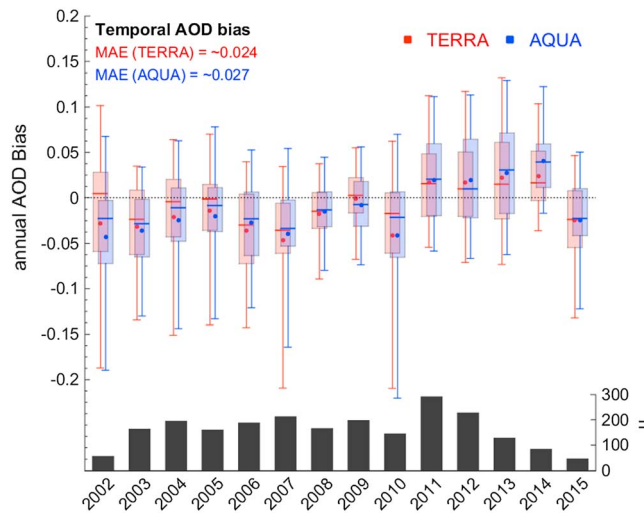 Temporal AOD bias
MAE (TERRA) = ~0.024
MAE (AQUA) = ~0.027
TERRA
AQUA
annual AOD Bias
0.2
0.15
0.1
0.05
0
-0.05
-0.1
-0.15
-0.2
300
200
100
0
n
2002 2003 2004 2005 2006 2007 2008 2009 2010 2011 2012 2013 2014 2015